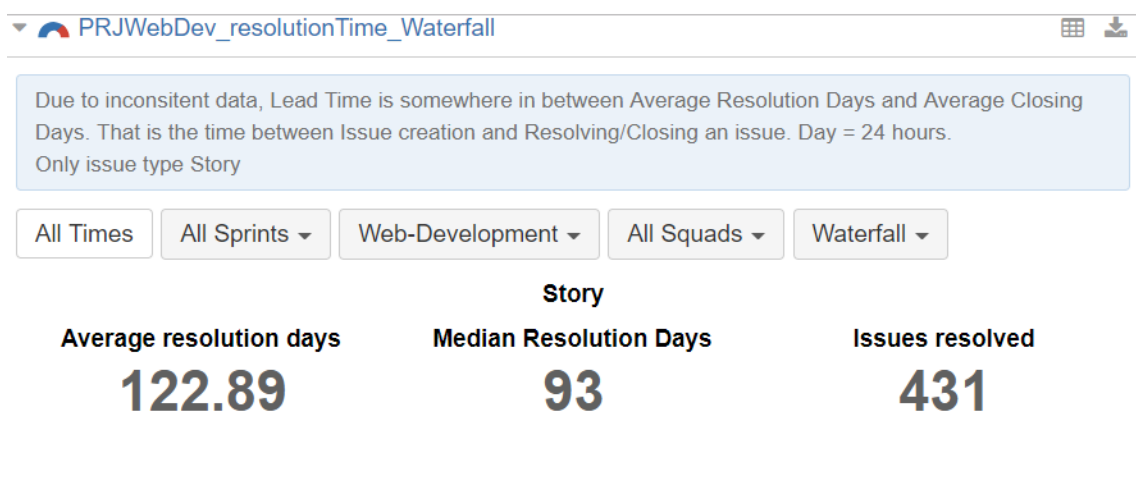 PRJWebDev_resolutionTime_Waterfall
Due to inconsitent data, Lead Time is somewhere in between Average Resolution Days and Average Closing
Days. That is the time between Issue creation and Resolving/Closing an issue. Day = 24 hours.
Only issue type Story
All Times All Sprints Web-Development All Squads Waterfall
Story
Average resolution days Median Resolution Days Issues resolved
122.89 93 431